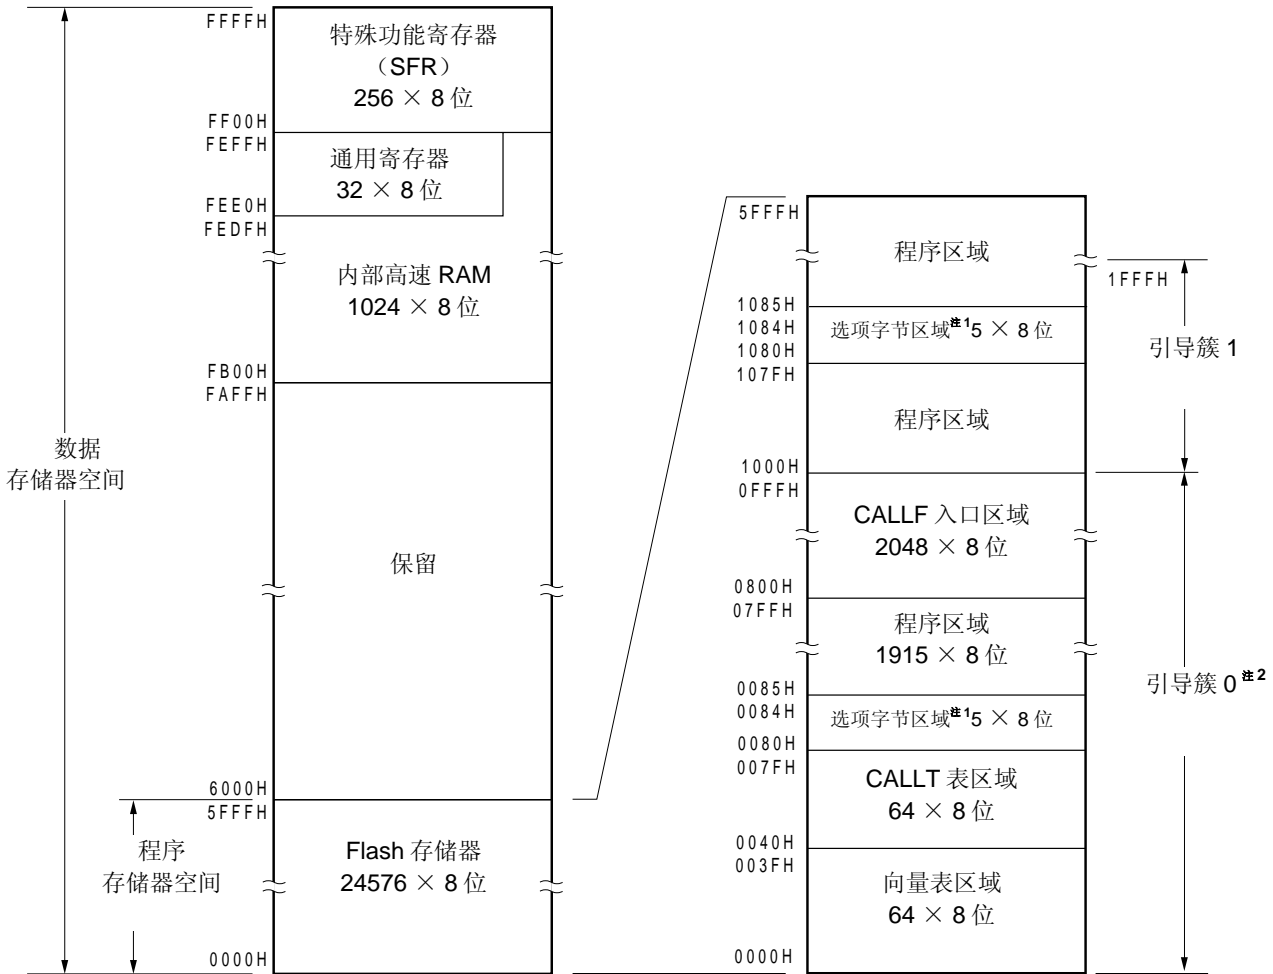 FFFFH
特殊功能寄存器
（SFR）
256 × 8 位
FF00H
FEFFH
通用寄存器
32 × 8 位
FEE0H
FEDFH
内部高速 RAM
1024 × 8 位
FB00H
FAFFH
数据
存储器空间
保留
6000H
5FFFH
程序
存储器空间
Flash 存储器
24576 × 8 位
0000H
5FFFH
程序区域
1FFFH
1085H
1084H
选项字节区域注1 5 × 8 位
1080H
107FH
引导簇 1
程序区域
1000H
0FFFH
CALLF 入口区域
2048 × 8 位
0800H
07FFH
程序区域
1915 × 8 位
引导簇 0注2
0085H
0084H
选项字节区域注1 5 × 8 位
0080H
007FH
CALLT 表区域
64 × 8 位
0040H
003FH
向量表区域
64 × 8 位
0000H